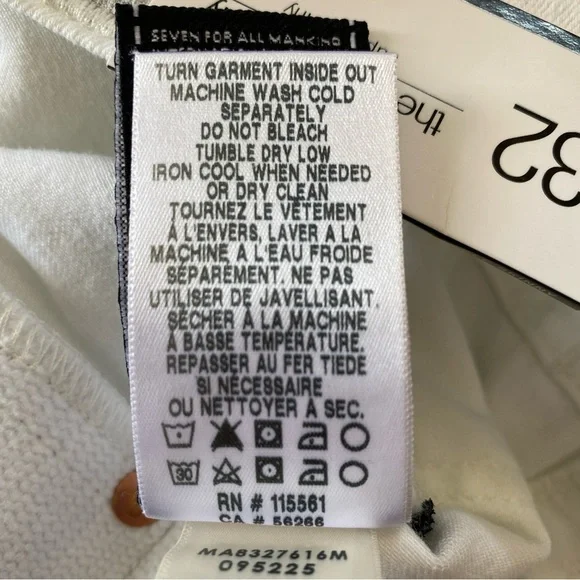 SEVEN FOR ALL MANKIND
INTERNATIONAL
TURN GARMENT INSIDE OUT
MACHINE WASH COLD
SEPARATELY
DO NOT BLEACH
TUMBLE DRY LOW
IRON COOL WHEN NEEDED
OR DRY CLEAN
TOURNEZ LE VÊTEMENT
À L'ENVERS, LAVER A LA
MACHINE A L'EAU FROIDE
SÉPAREMENT. NE PAS
UTILISER DE JAVELLISANT.
SÉCHER A LA MACHINE
A BASSE TEMPÉRATURE.
REPASSER AU FER TIEDE
SI NÉCESSAIRE
OU NETTOYER A SEC.
30
RN # 115561
CA # 56266
MA8327616M
095225
the
32